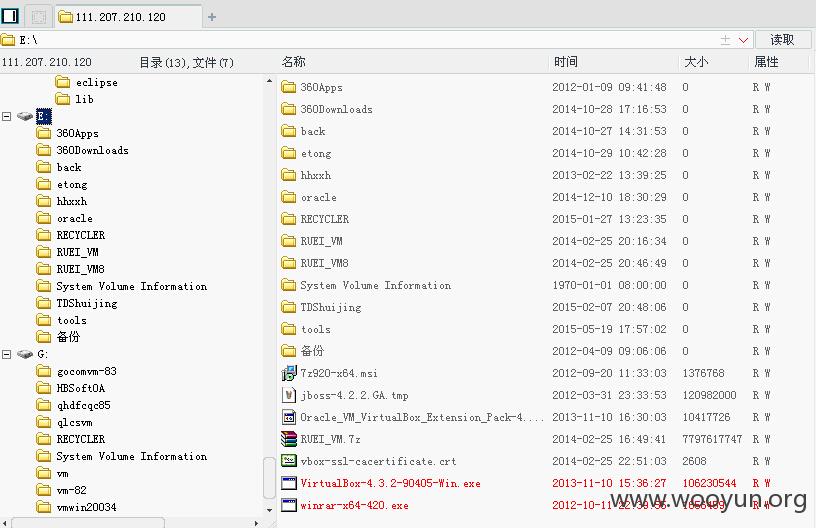 111.207.210.120
E:\
读取
111.207.210.120 目录(13),文件(7)
名称 时间 大小 属性
eclipse
lib
E:
360Apps
360Downloads
back
etong
hhxxh
oracle
RECYCLER
RUEI_VM
RUEI_VM8
System Volume Information
TDShuijing
tools
备份
G:
gocomvm-83
HBSoftOA
qhdfcqc85
qlcsvm
RECYCLER
System Volume Information
vm
vm-82
vmwin20034
360Apps 2012-01-09 09:41:48 0 R W
360Downloads 2014-10-28 17:16:53 0 R W
back 2014-10-27 14:31:53 0 R W
etong 2014-10-29 10:42:28 0 R W
hhxxh 2013-02-22 13:39:25 0 R W
oracle 2014-12-10 18:30:29 0 R W
RECYCLER 2015-01-27 13:23:35 0 R W
RUEI_VM 2014-02-25 20:16:34 0 R W
RUEI_VM8 2014-02-25 20:46:49 0 R W
System Volume Information 1970-01-01 08:00:00 0 R W
TDShuijing 2015-02-07 20:48:06 0 R W
tools 2015-05-19 17:57:02 0 R W
备份 2012-04-09 09:06:06 0 R W
7z920-x64.msi 2012-09-20 11:33:03 1376768 R W
jboss-4.2.2.GA.tmp 2012-03-31 23:33:53 120982000 R W
Oracle_VM_VirtualBox_Extension_Pack-4.... 2013-11-10 16:30:03 10417726 R W
RUEI_VM.7z 2014-02-25 16:49:41 7797617747 R W
vbox-ssl-cacertificate.crt 2014-02-25 22:51:03 2608 R W
VirtualBox-4.3.2-90405-Win.exe 2013-11-10 15:36:27 106230544 R W
winrar-x64-420.exe 2012-10-11 R W
www.wooyun.org